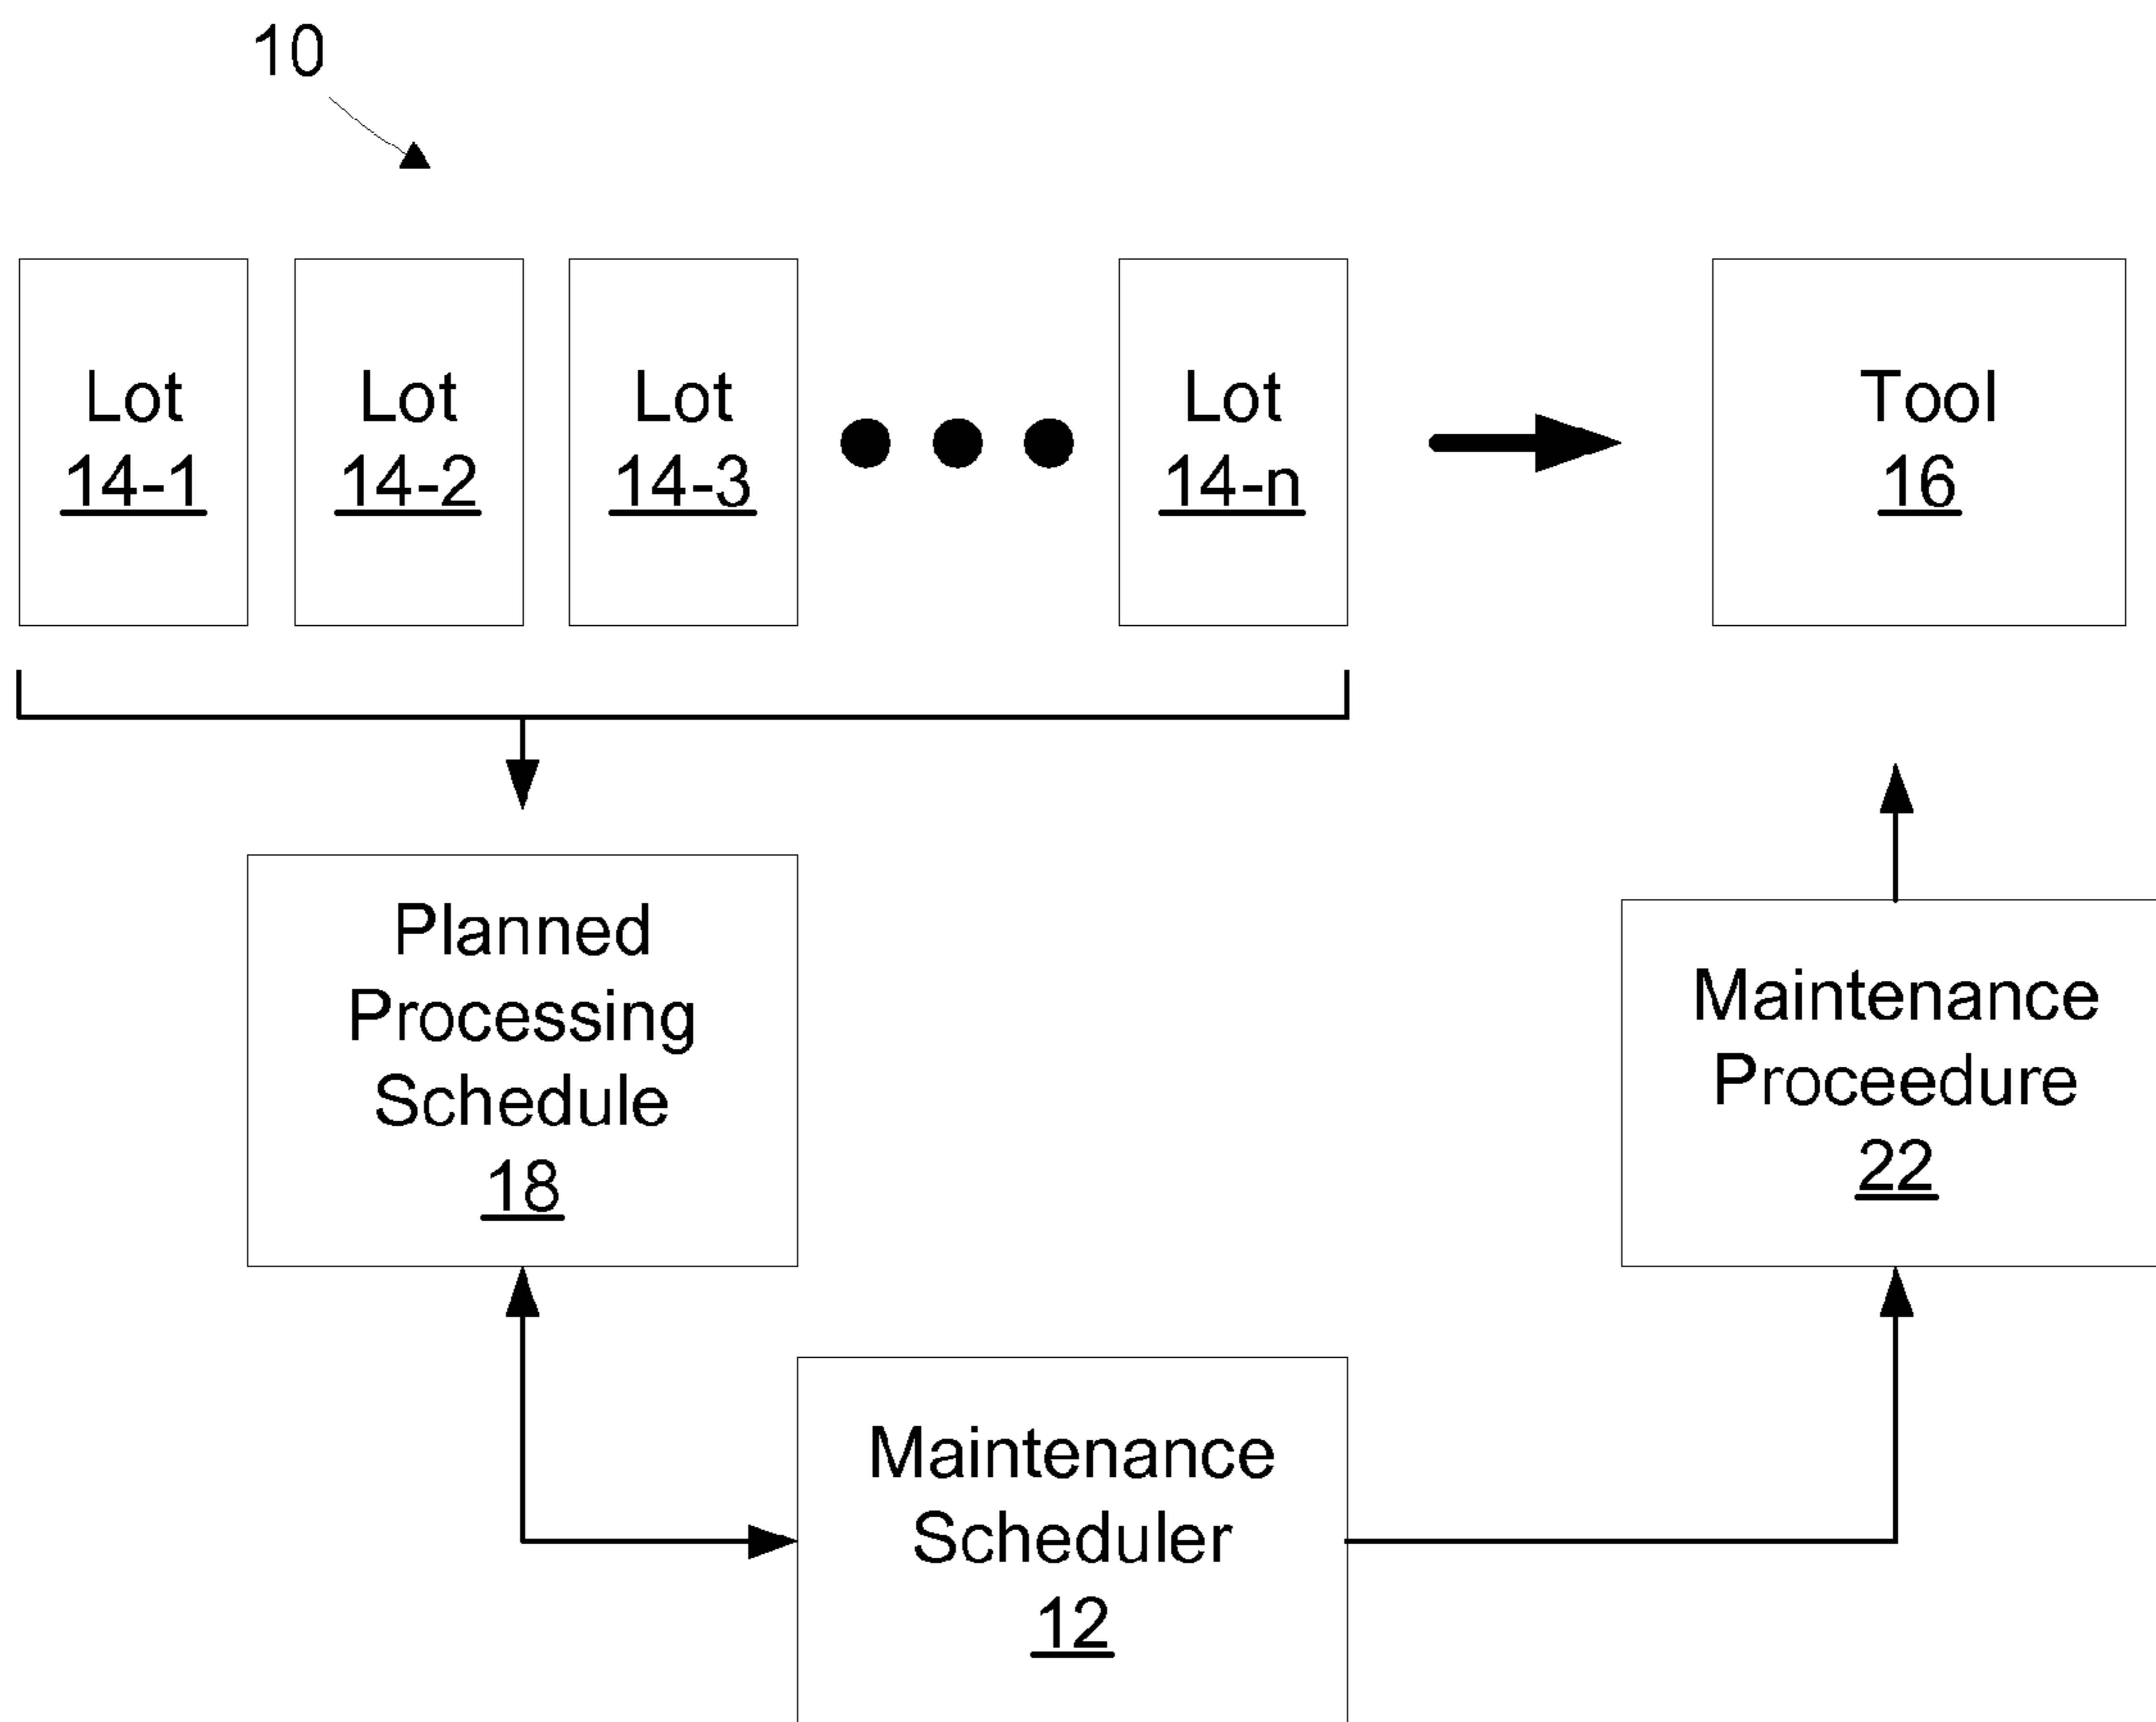 10
Lot
14-1
Lot
14-2
Lot
14-3
Lot
14-n
Tool
16
Planned
Processing
Schedule
18
Maintenance
Proceedure
22
Maintenance
Scheduler
12